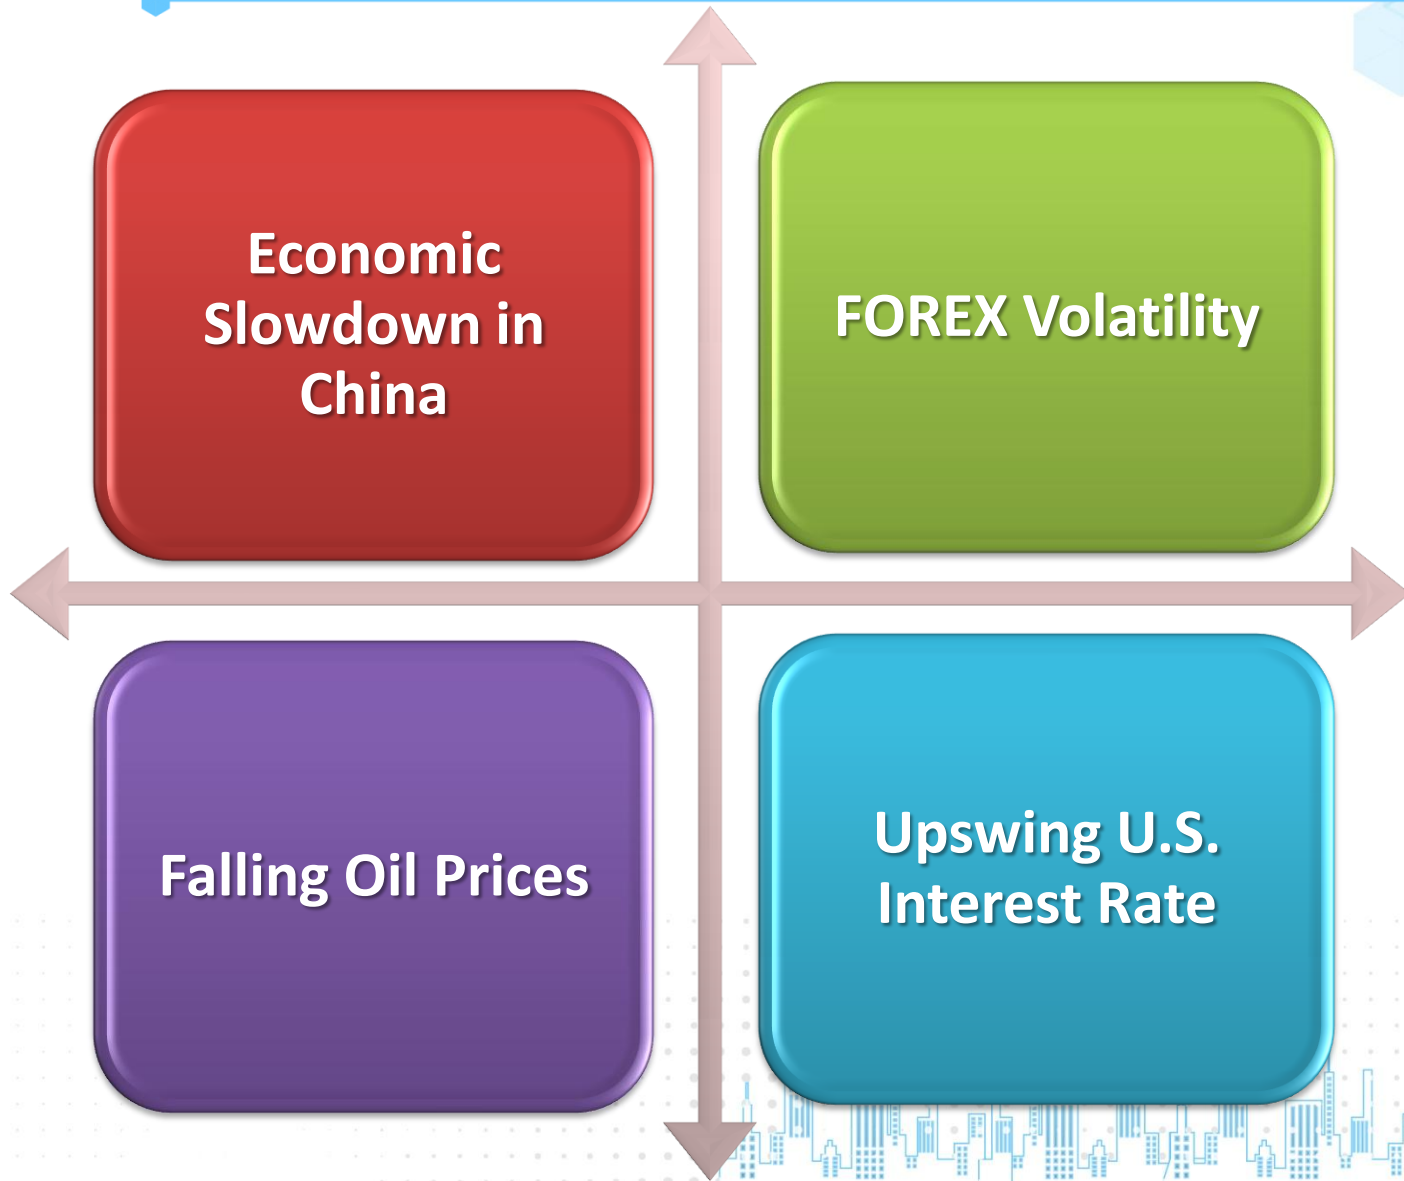 Economic
Slowdown in
China
FOREX Volatility
Falling Oil Prices
Upswing U.S.
Interest Rate